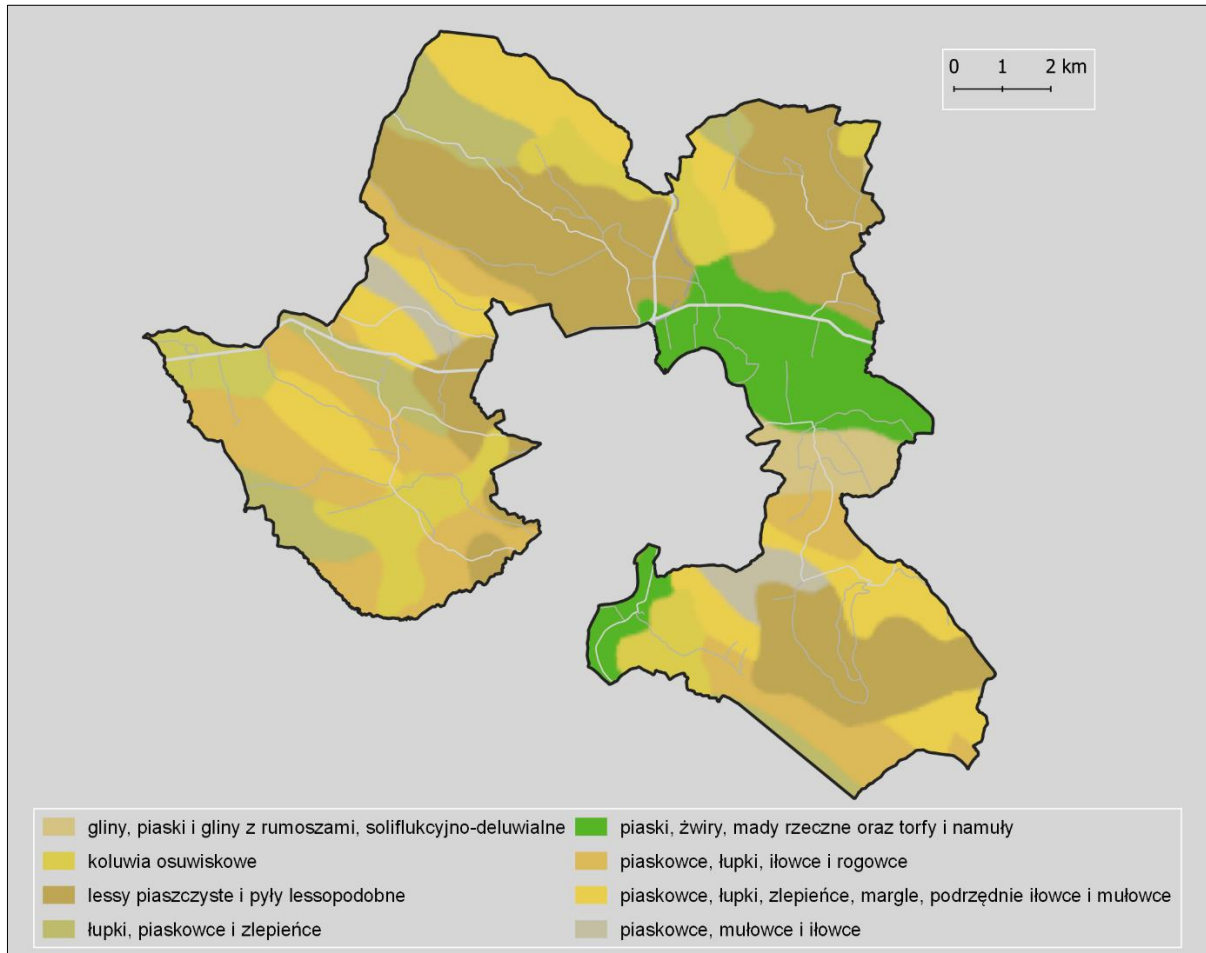 0 1 2 km
gliny, piaski i gliny z rumoszami, soliflukcyjno-deluwialne
koluwia osuwiskowe
lessy piaszczyste i pyły lessopodobne
łupki, piaskowce i zlepieńce
piaski, żwiry, mady rzeczne oraz torfy i namuły
piaskowce, łupki, iłowce i rogowce
piaskowce, łupki, zlepieńce, margle, podrzędnie iłowce i mułowce
piaskowce, mułowce i iłowce